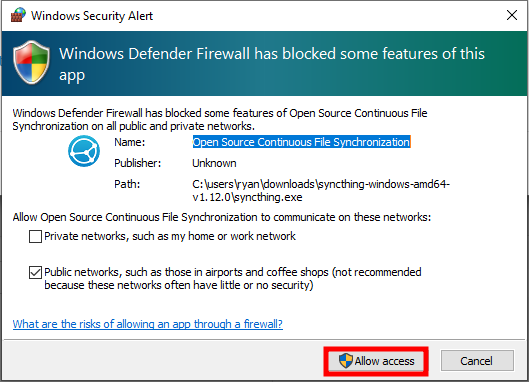 Windows Security Alert
Windows Defender Firewall has blocked some features of this
app
Windows Defender Firewall has blocked some features of Open Source Continuous File
Synchronization on all public and private networks.
Name: Open Source Continuous File Synchronization
Publisher: Unknown
Path: C:\users\ryan\downloads\syncthing-windows-amd64-
v1.12.0\syncthing.exe
Allow Open Source Continuous File Synchronization to communicate on these networks:
Private networks, such as my home or work network
Public networks, such as those in airports and coffee shops (not recommended
because these networks often have little or no security)
What are the risks of allowing an app through a firewall?
Allow access Cancel